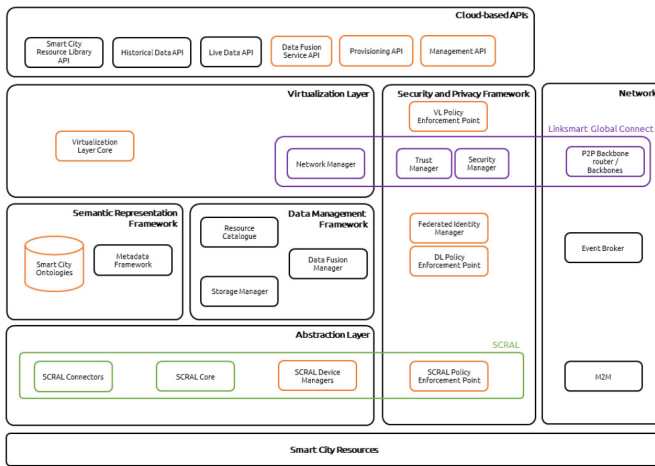 Cloud-based APIs
Smart City
Resource Library
API
Historical Data API
Live Data API
Data Fusion
Service API
Provisioning API
Management API
Virtualization Layer
Security and Privacy Framework
Network
VL Policy
Enforcement Point
Linksmart Global Connect
Virtualization
Layer Core
Network Manager
Trust
Manager
Security
Manager
P2P Backbone
router /
Backbones
Semantic Representation
Framework
Data Management
Framework
Smart City
Ontologies
Metadata
Framework
Resource
Catalogue
Data Fusion
Manager
Storage Manager
Federated Identity
Manager
DL Policy
Enforcement Point
Event Broker
Abstraction Layer
SCRAL
SCRAL Connectors
SCRAL Core
SCRAL Device
Managers
SCRAL Policy
Enforcement Point
M2M
Smart City Resources